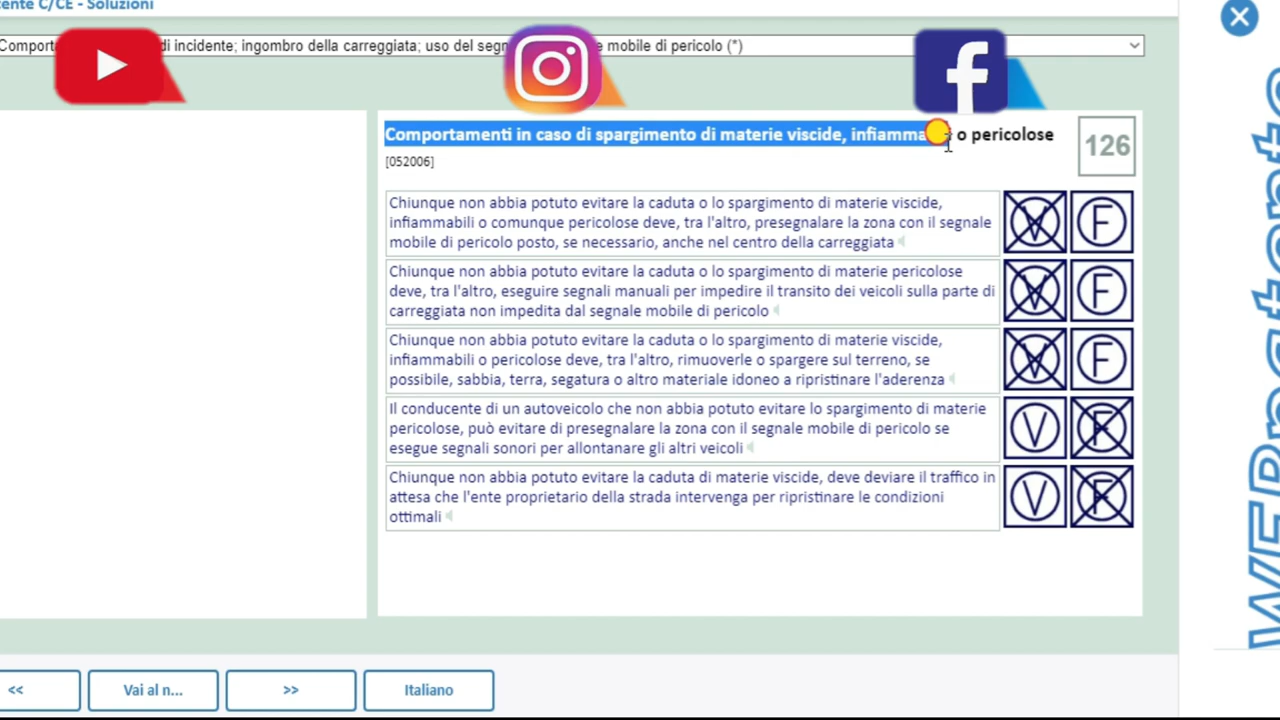 ente C/CE - Soluzioni
Comport di incidente; ingombro della carreggiata; uso del segn e mobile di pericolo (*)
Comportamenti in caso di spargimento di materie viscide, infiamma o pericolose
126
[052006]
Chiunque non abbia potuto evitare la caduta o lo spargimento di materie viscide,
infiammabili o comunque pericolose deve, tra l'altro, presegnalare la zona con il segnale
mobile di pericolo posto, se necessario, anche nel centro della carreggiata
V F
Chiunque non abbia potuto evitare la caduta o lo spargimento di materie pericolose
deve, tra l'altro, eseguire segnali manuali per impedire il transito dei veicoli sulla parte di
carreggiata non impedita dal segnale mobile di pericolo
V F
Chiunque non abbia potuto evitare la caduta o lo spargimento di materie viscide,
infiammabili o pericolose deve, tra l'altro, rimuoverle o spargere sul terreno, se
possibile, sabbia, terra, segatura o altro materiale idoneo a ripristinare l'aderenza
V F
Il conducente di un autoveicolo che non abbia potuto evitare lo spargimento di materie
pericolose, può evitare di presegnalare la zona con il segnale mobile di pericolo se
esegue segnali sonori per allontanare gli altri veicoli
V F
Chiunque non abbia potuto evitare la caduta di materie viscide, deve deviare il traffico in
attesa che l'ente proprietario della strada intervenga per ripristinare le condizioni
ottimali
V F
<<
Vai al n...
>>
Italiano
WEBpatente